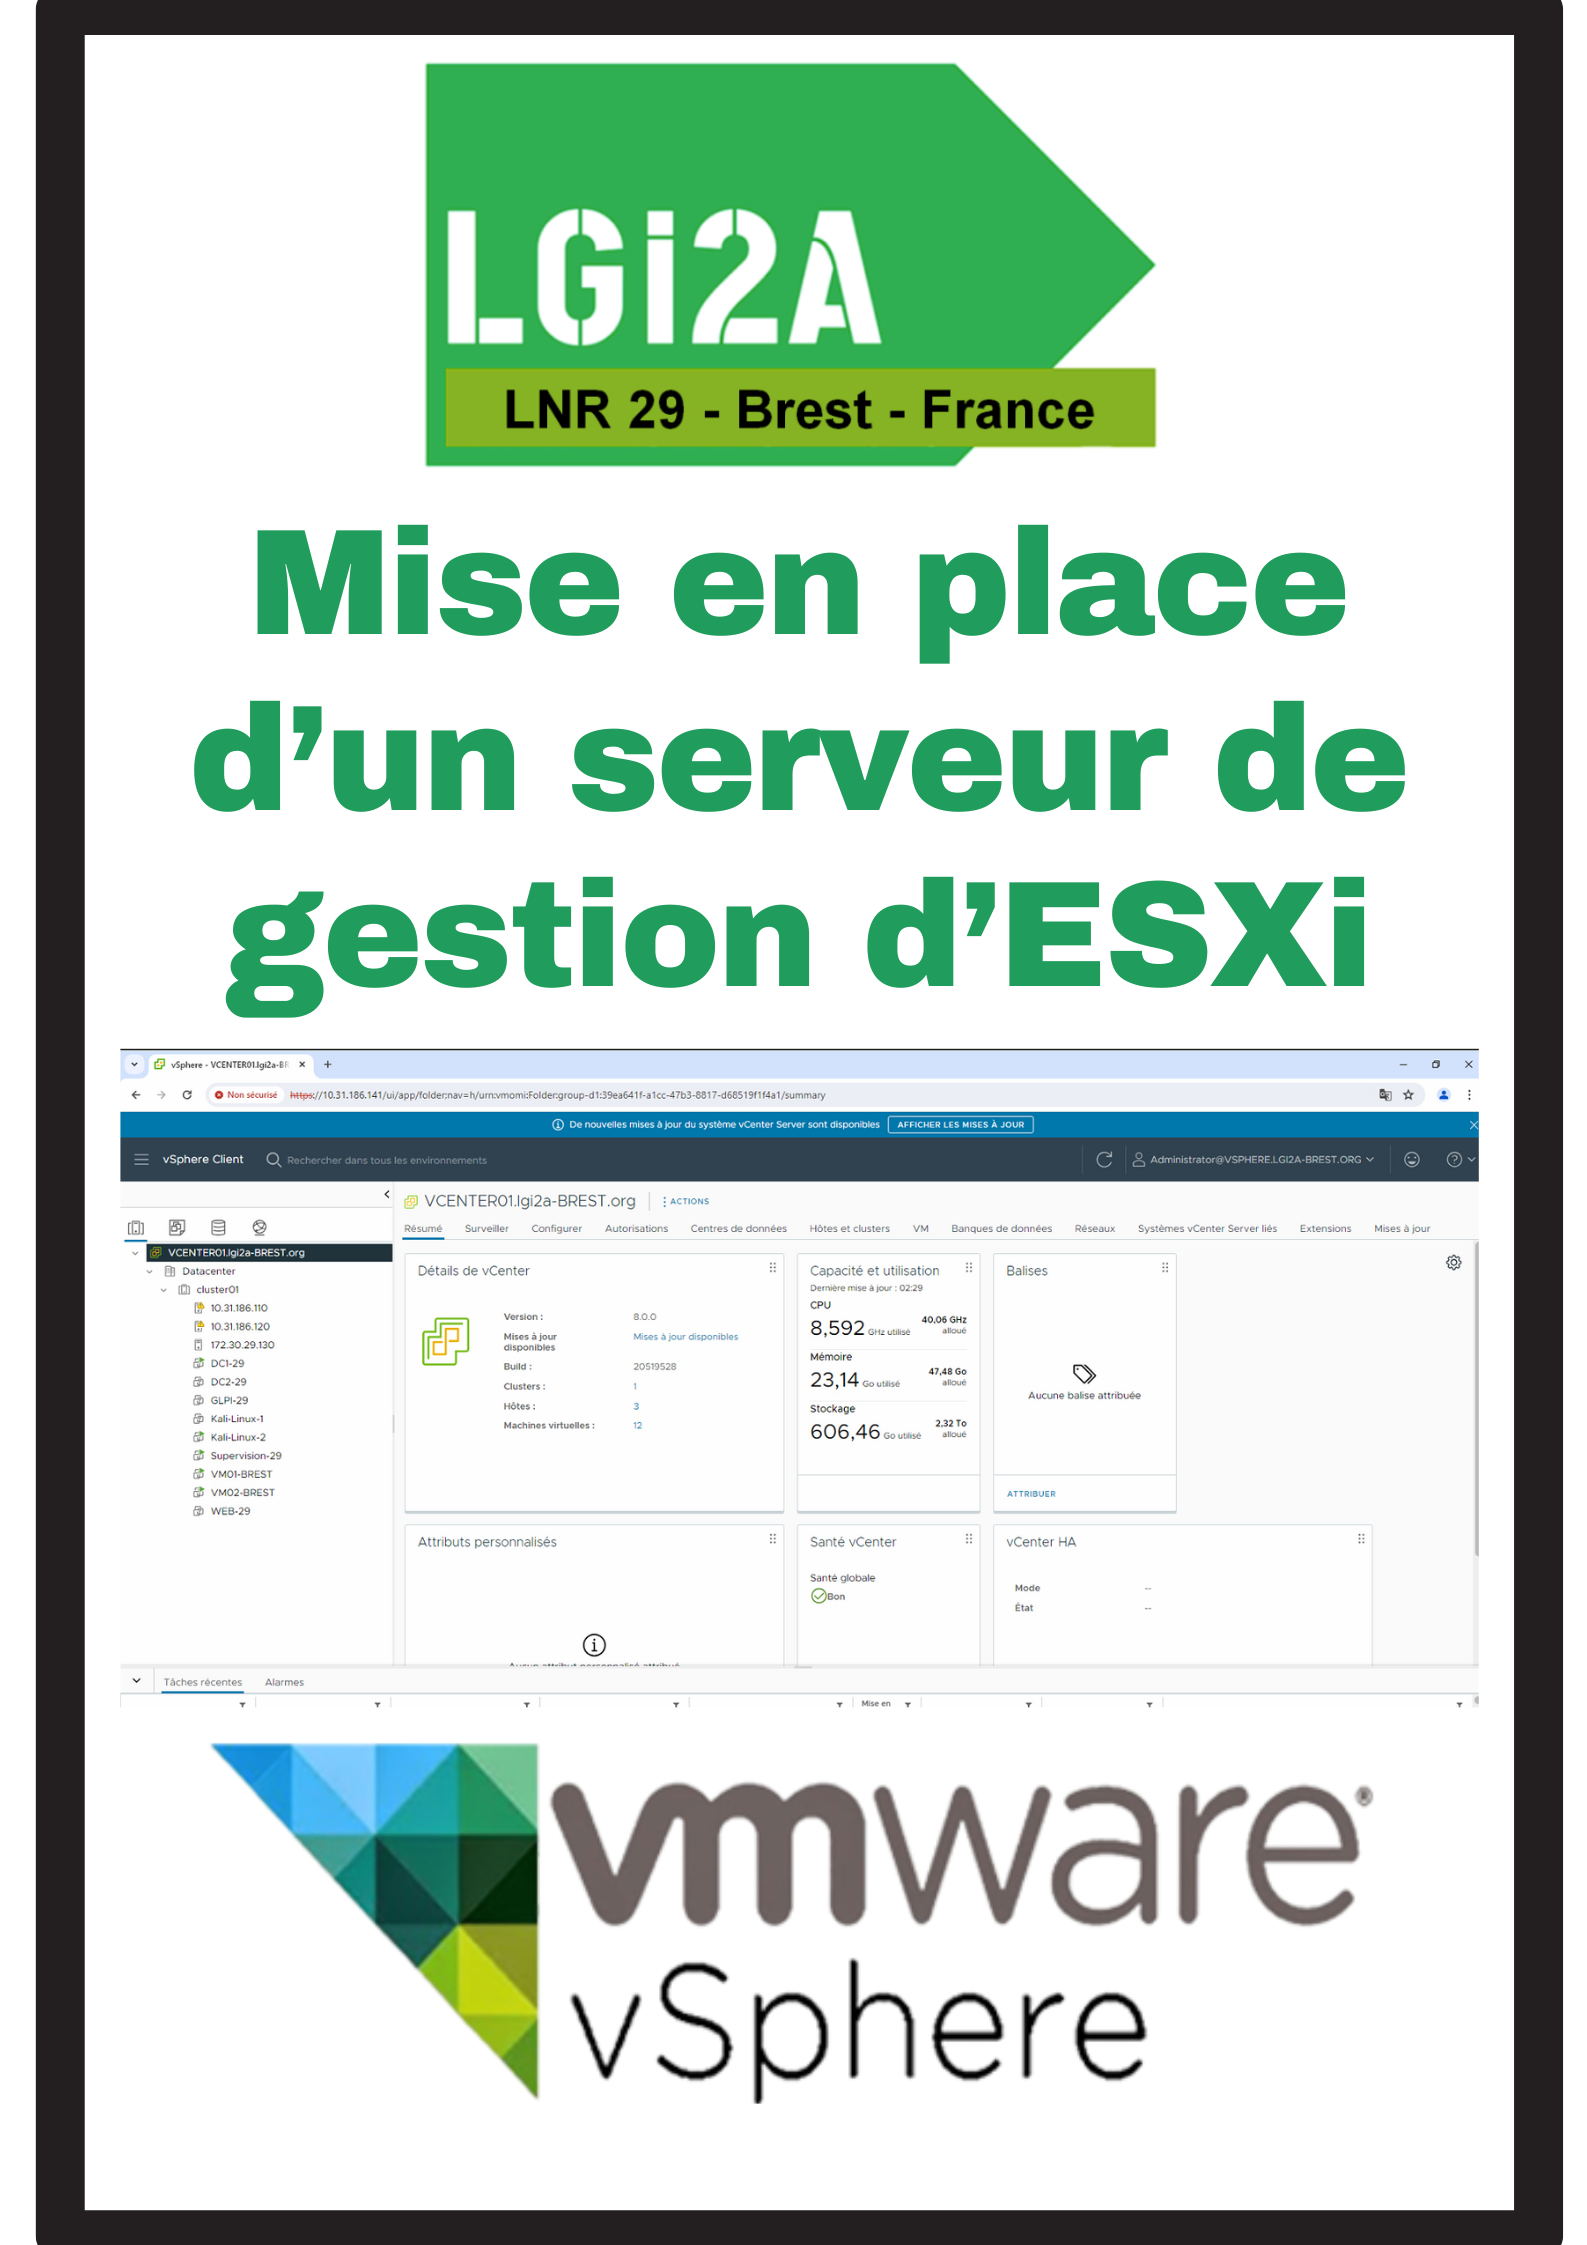 LGi2A
LNR 29 - Brest - France
Mise en place
d’un serveur de
gestion d’ESXi
vSphere - VCENTER01.lgi2a-BR
Non sécurisé https://10.31.186.141/ui/app/folder;nav=h/urn:vmomi:Folder:group-d1:39ea641f-a1cc-47b3-8817-d68519f1f4a1/summary
De nouvelles mises à jour du système vCenter Server sont disponibles AFFICHER LES MISES À JOUR
vSphere Client Rechercher dans tous les environnements Administrator@VSPHERE.LGI2A-BREST.ORG
VCENTER01.lgi2a-BREST.org ACTIONS
Résumé Surveiller Configurer Autorisations Centres de données Hôtes et clusters VM Banques de données Réseaux Systèmes vCenter Server liés Extensions Mises à jour
VCENTER01.lgi2a-BREST.org
Datacenter
cluster01
10.31.186.110
10.31.186.120
172.30.29.130
DC1-29
DC2-29
GLPI-29
Kali-Linux-1
Kali-Linux-2
Supervision-29
VM01-BREST
VM02-BREST
WEB-29
Détails de vCenter
Version : 8.0.0
Mises à jour disponibles Mises à jour disponibles
Build : 20519528
Clusters : 1
Hôtes : 3
Machines virtuelles : 12
Capacité et utilisation
Dernière mise à jour : 02:29
CPU
8,592 GHz utilisé 40,06 GHz alloué
Mémoire
23,14 Go utilisé 47,48 Go alloué
Stockage
606,46 Go utilisé 2,32 To alloué
Balises
Aucune balise attribuée
ATTRIBUER
Attributs personnalisés
Aucun attribut personnalisé attribué
Santé vCenter
Santé globale
Bon
vCenter HA
Mode --
État --
Tâches récentes Alarmes
Mise en
vmware®
vSphere